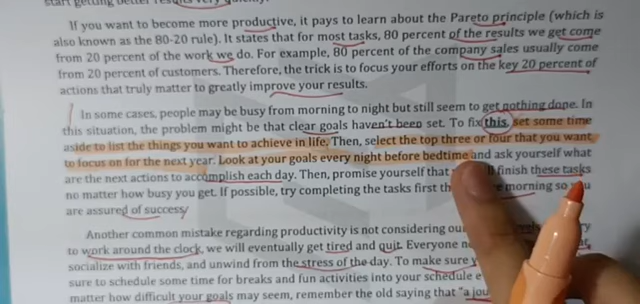 start getting better results very quickly.
If you want to become more productive, it pays to learn about the Pareto principle (which is
also known as the 80-20 rule). It states that for most tasks, 80 percent of the results we get come
from 20 percent of the work we do. For example, 80 percent of the company sales usually come
from 20 percent of customers. Therefore, the trick is to focus your efforts on the key 20 percent of
actions that truly matter to greatly improve your results.
In some cases, people may be busy from morning to night but still seem to get nothing done. In
this situation, the problem might be that clear goals haven't been set. To fix this, set some time
aside to list the things you want to achieve in life. Then, select the top three or four that you want
to focus on for the next year. Look at your goals every night before bedtime and ask yourself what
are the next actions to accomplish each day. Then, promise yourself that finish these tasks
no matter how busy you get. If possible, try completing the tasks first morning so you
are assured of success
Another common mistake regarding productivity is not considering
to work around the clock, we will eventually get tired and quit. Everyone
socialize with friends, and unwind from the stress of the day. To make sure
sure to schedule some time for breaks and fun activities into your schedule
matter how difficult your goals may seem, remember the old saying that "a